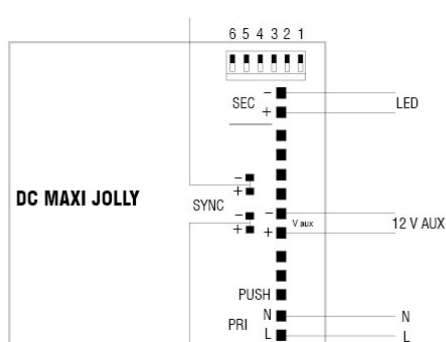 6 5 4 3 2 1
SEC - LED
+
DC MAXI JOLLY
SYNC
- +
- +
- V aux 12 V AUX
+
PUSH
PRI
N N
L L